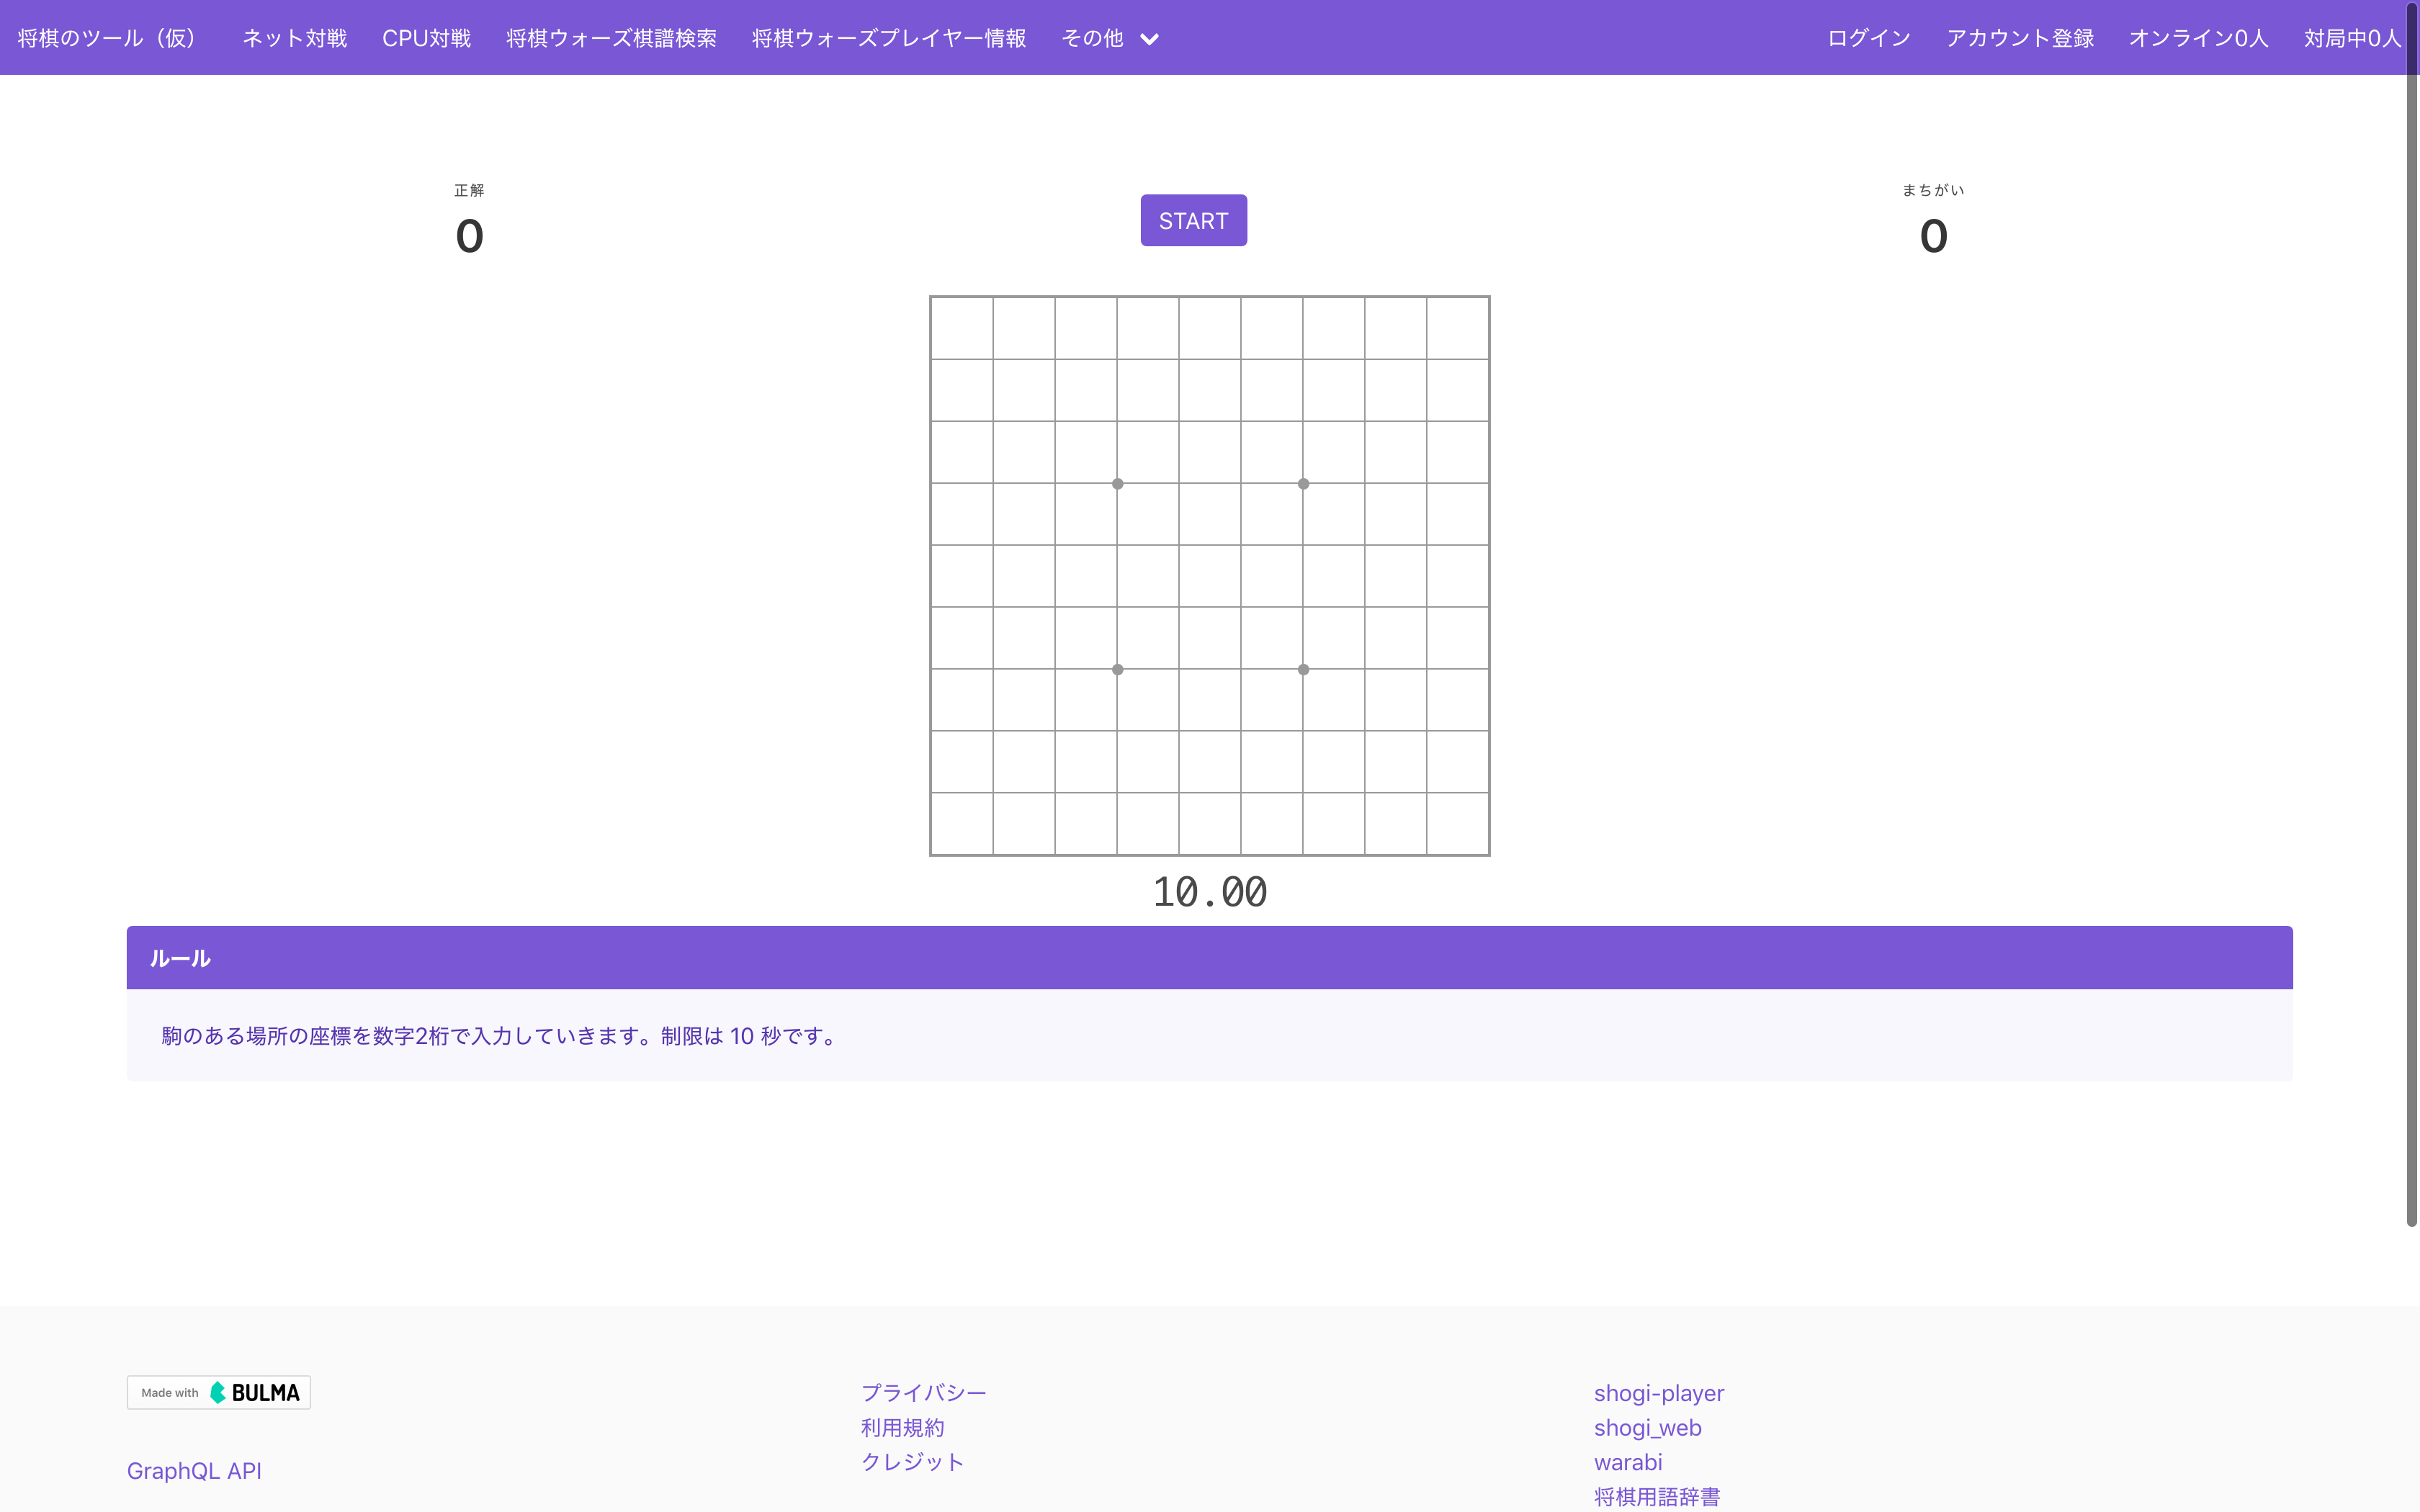 将棋のツール（仮） ネット対戦 CPU対戦 将棋ウォーズ棋譜検索 将棋ウォーズプレイヤー情報 その他 ログイン アカウント登録 オンライン0人 対局中0人
正解 まちがい
0 START 0
10.00
ルール
駒のある場所の座標を数字2桁で入力していきます。制限は 10 秒です。
Made with BULMA
GraphQL API
プライバシー
利用規約
クレジット
shogi-player
shogi_web
warabi
将棋用語辞書